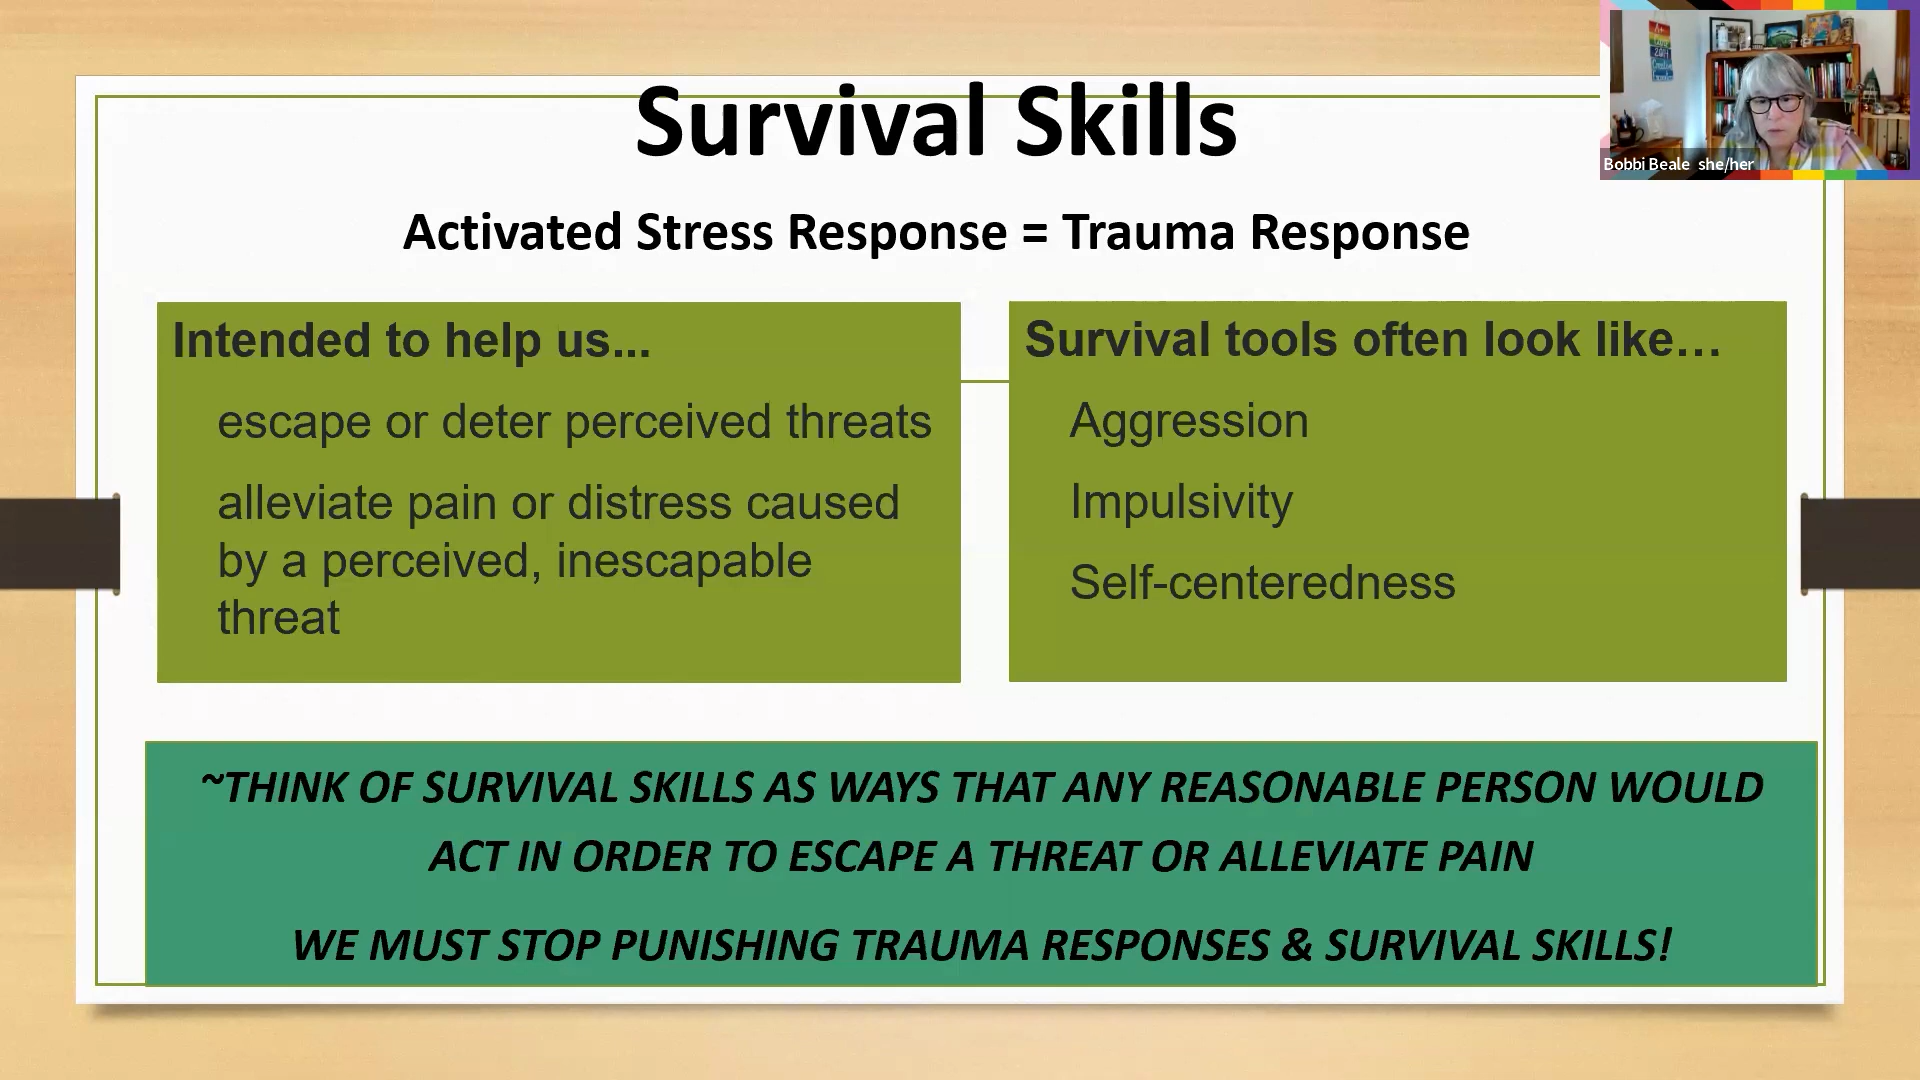 Survival Skills
Activated Stress Response = Trauma Response
Intended to help us...
escape or deter perceived threats
alleviate pain or distress caused
by a perceived, inescapable
threat
Survival tools often look like…
Aggression
Impulsivity
Self-centeredness
~THINK OF SURVIVAL SKILLS AS WAYS THAT ANY REASONABLE PERSON WOULD
ACT IN ORDER TO ESCAPE A THREAT OR ALLEVIATE PAIN
WE MUST STOP PUNISHING TRAUMA RESPONSES & SURVIVAL SKILLS!
Bobbi Beale she/her